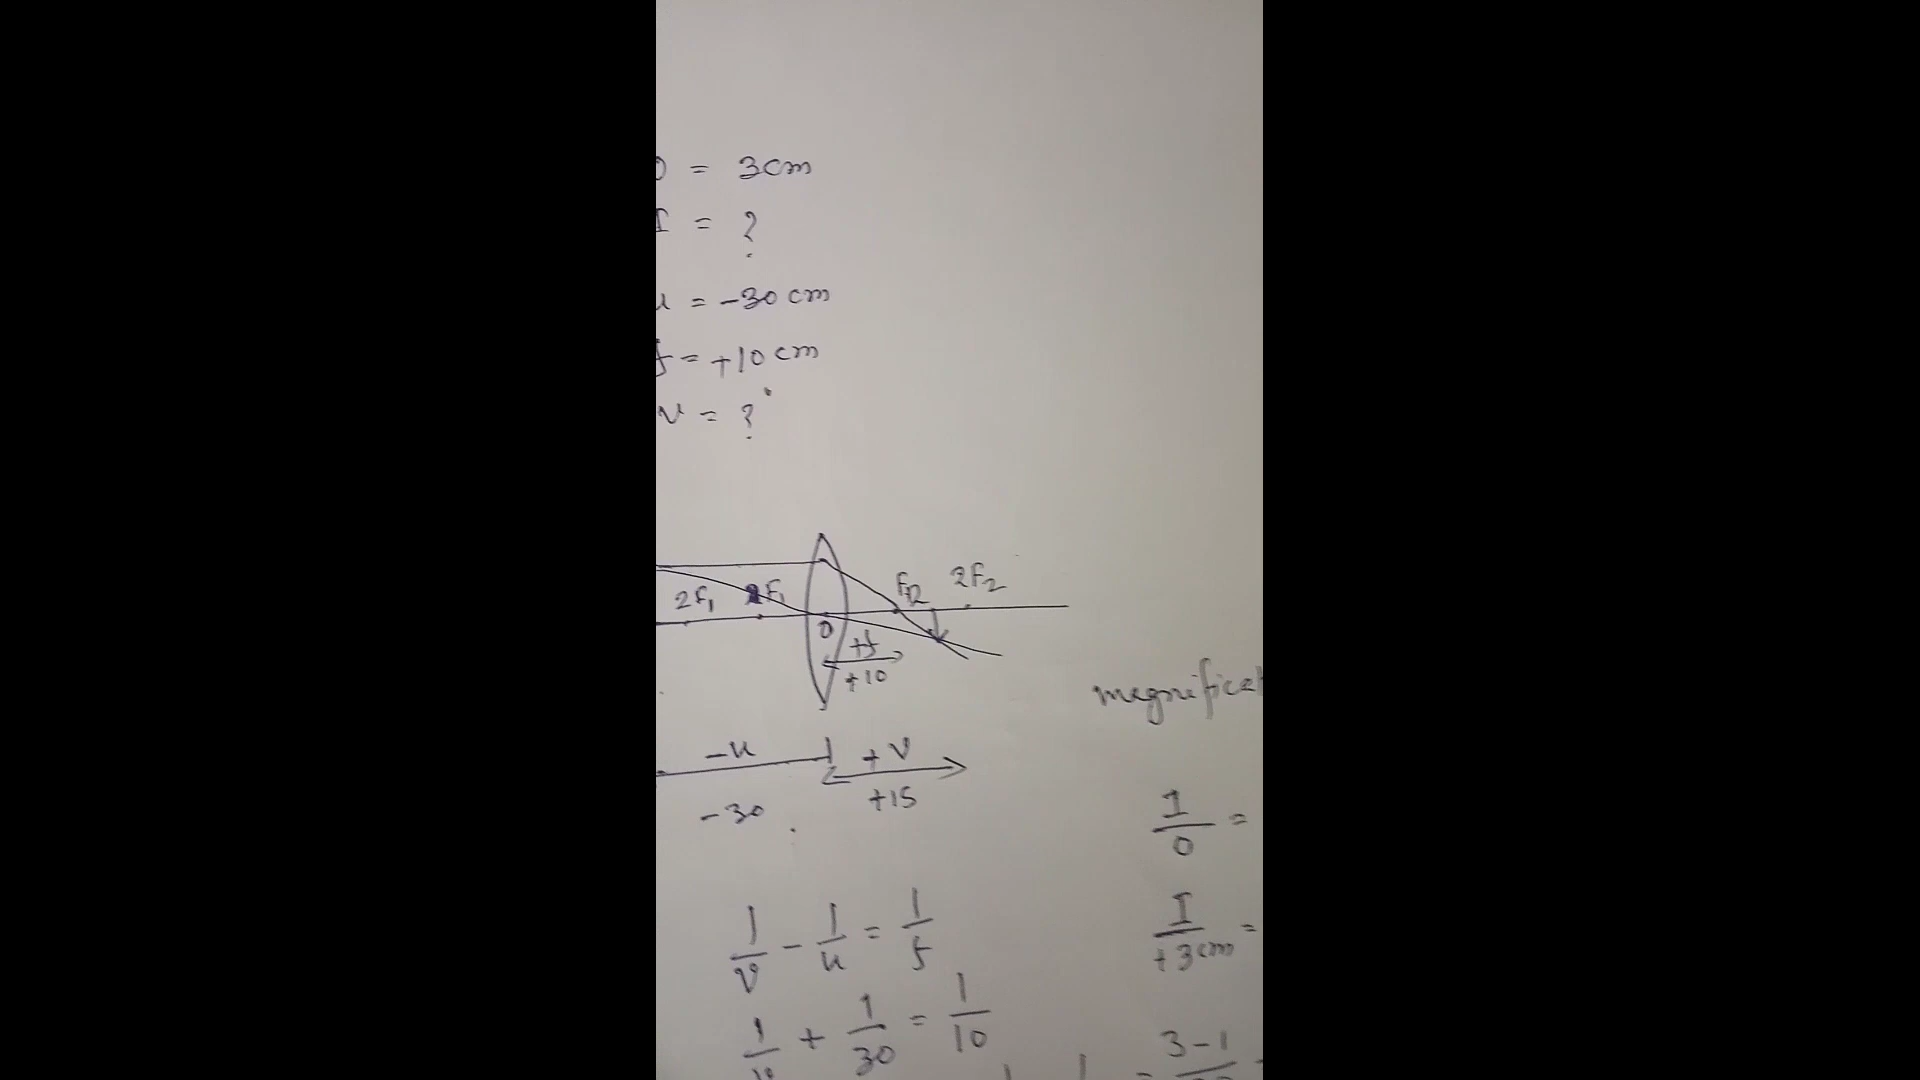 O = 3cm
I = ?
u = -30 cm
f = +10 cm
v = ?
2F₁ F₁ F₂ 2F₂
O
+f
+10
magnificat
-u +v
-30 +15
I/O =
1/v - 1/u = 1/f
I/+3cm =
1/v + 1/30 = 1/10
3-1